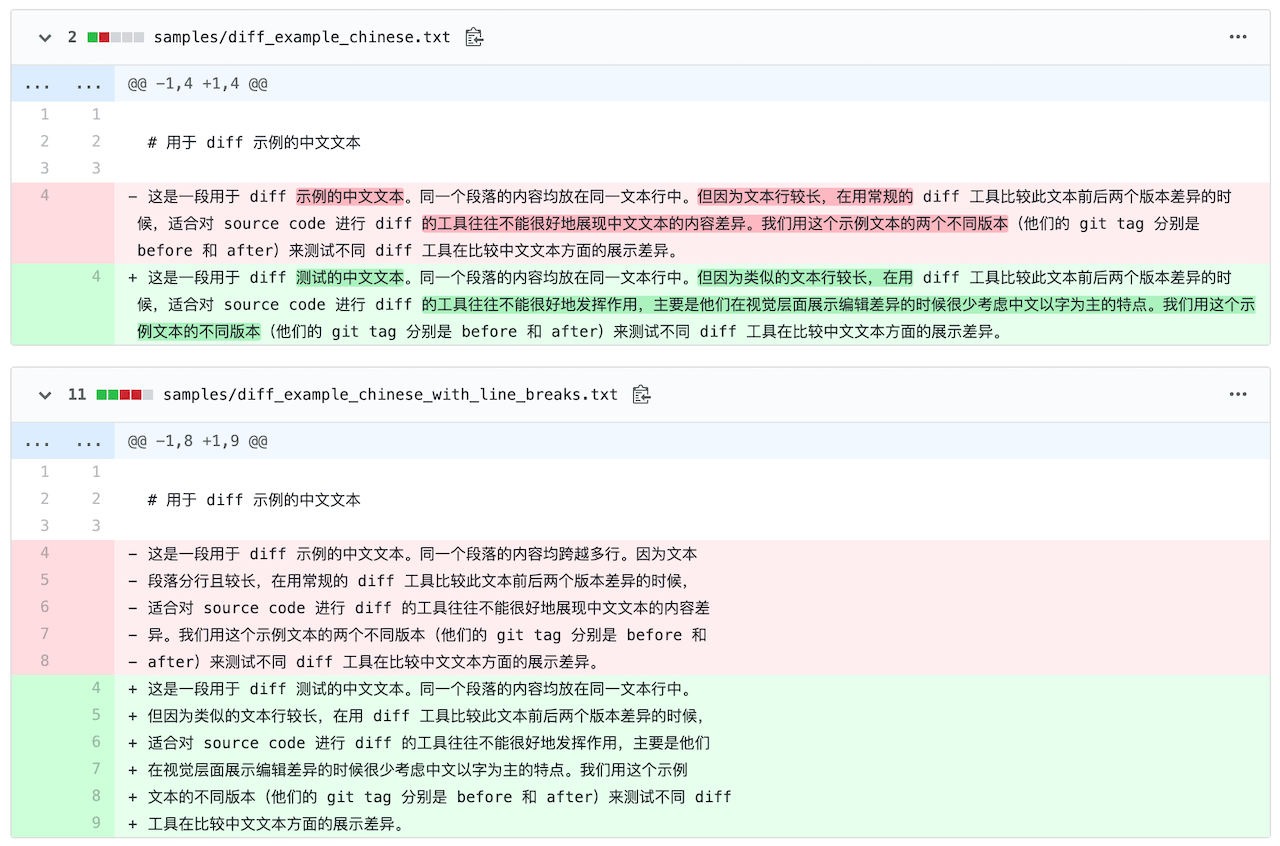 2 samples/diff_example_chinese.txt
... ... @@ -1,4 +1,4 @@
1 1
2 2 # 用于 diff 示例的中文文本
3 3
4 - 这是一段用于 diff 示例的中文文本。同一个段落的内容均放在同一文本行中。但因为文本行较长，在用常规的 diff 工具比较此文本前后两个版本差异的时
候，适合对 source code 进行 diff 的工具往往不能很好地展现中文文本的内容差异。我们用这个示例文本的两个不同版本（他们的 git tag 分别是
before 和 after）来测试不同 diff 工具在比较中文文本方面的展示差异。
4 + 这是一段用于 diff 测试的中文文本。同一个段落的内容均放在同一文本行中。但因为类似的文本行较长，在用 diff 工具比较此文本前后两个版本差异的时
候，适合对 source code 进行 diff 的工具往往不能很好地发挥作用，主要是他们在视觉层面展示编辑差异的时候很少考虑中文以字为主的特点。我们用这个示
例文本的不同版本（他们的 git tag 分别是 before 和 after）来测试不同 diff 工具在比较中文文本方面的展示差异。
11 samples/diff_example_chinese_with_line_breaks.txt
... ... @@ -1,8 +1,9 @@
1 1
2 2 # 用于 diff 示例的中文文本
3 3
4 - 这是一段用于 diff 示例的中文文本。同一个段落的内容均跨越多行。因为文本
5 - 段落分行且较长，在用常规的 diff 工具比较此文本前后两个版本差异的时候，
6 - 适合对 source code 进行 diff 的工具往往不能很好地展现中文文本的内容差
7 - 异。我们用这个示例文本的两个不同版本（他们的 git tag 分别是 before 和
8 - after）来测试不同 diff 工具在比较中文文本方面的展示差异。
4 + 这是一段用于 diff 测试的中文文本。同一个段落的内容均放在同一文本行中。
5 + 但因为类似的文本行较长，在用 diff 工具比较此文本前后两个版本差异的时候，
6 + 适合对 source code 进行 diff 的工具往往不能很好地发挥作用，主要是他们
7 + 在视觉层面展示编辑差异的时候很少考虑中文以字为主的特点。我们用这个示例
8 + 文本的不同版本（他们的 git tag 分别是 before 和 after）来测试不同 diff
9 + 工具在比较中文文本方面的展示差异。